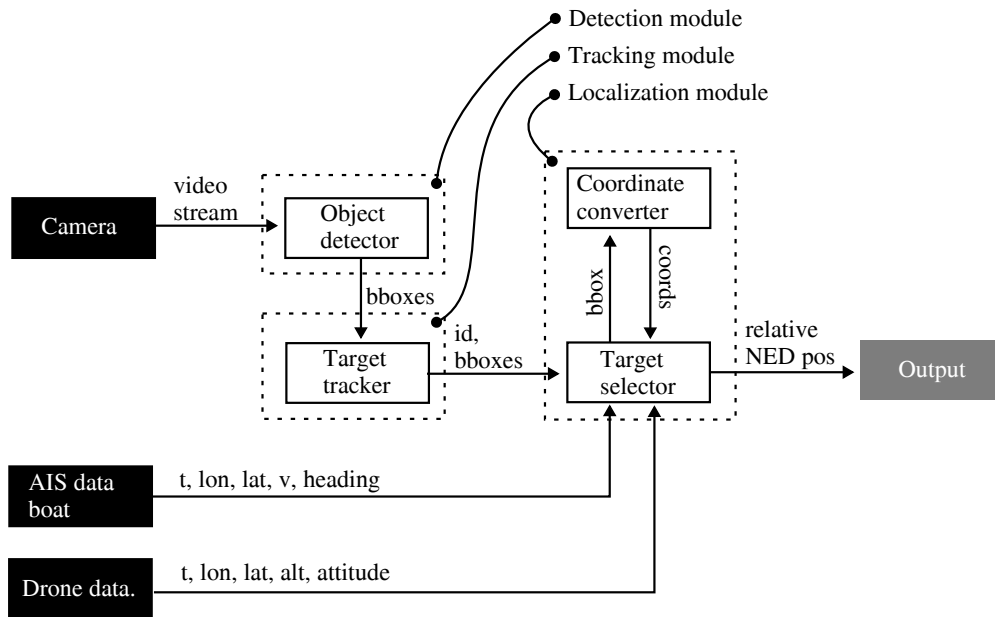 Detection module
Tracking module
Localization module
video
stream
Camera
Object
detector
Coordinate
converter
bboxes
bbox
coords
id,
bboxes
Target
tracker
Target
selector
relative
NED pos
Output
AIS data
boat
t, lon, lat, v, heading
Drone data.
t, lon, lat, alt, attitude